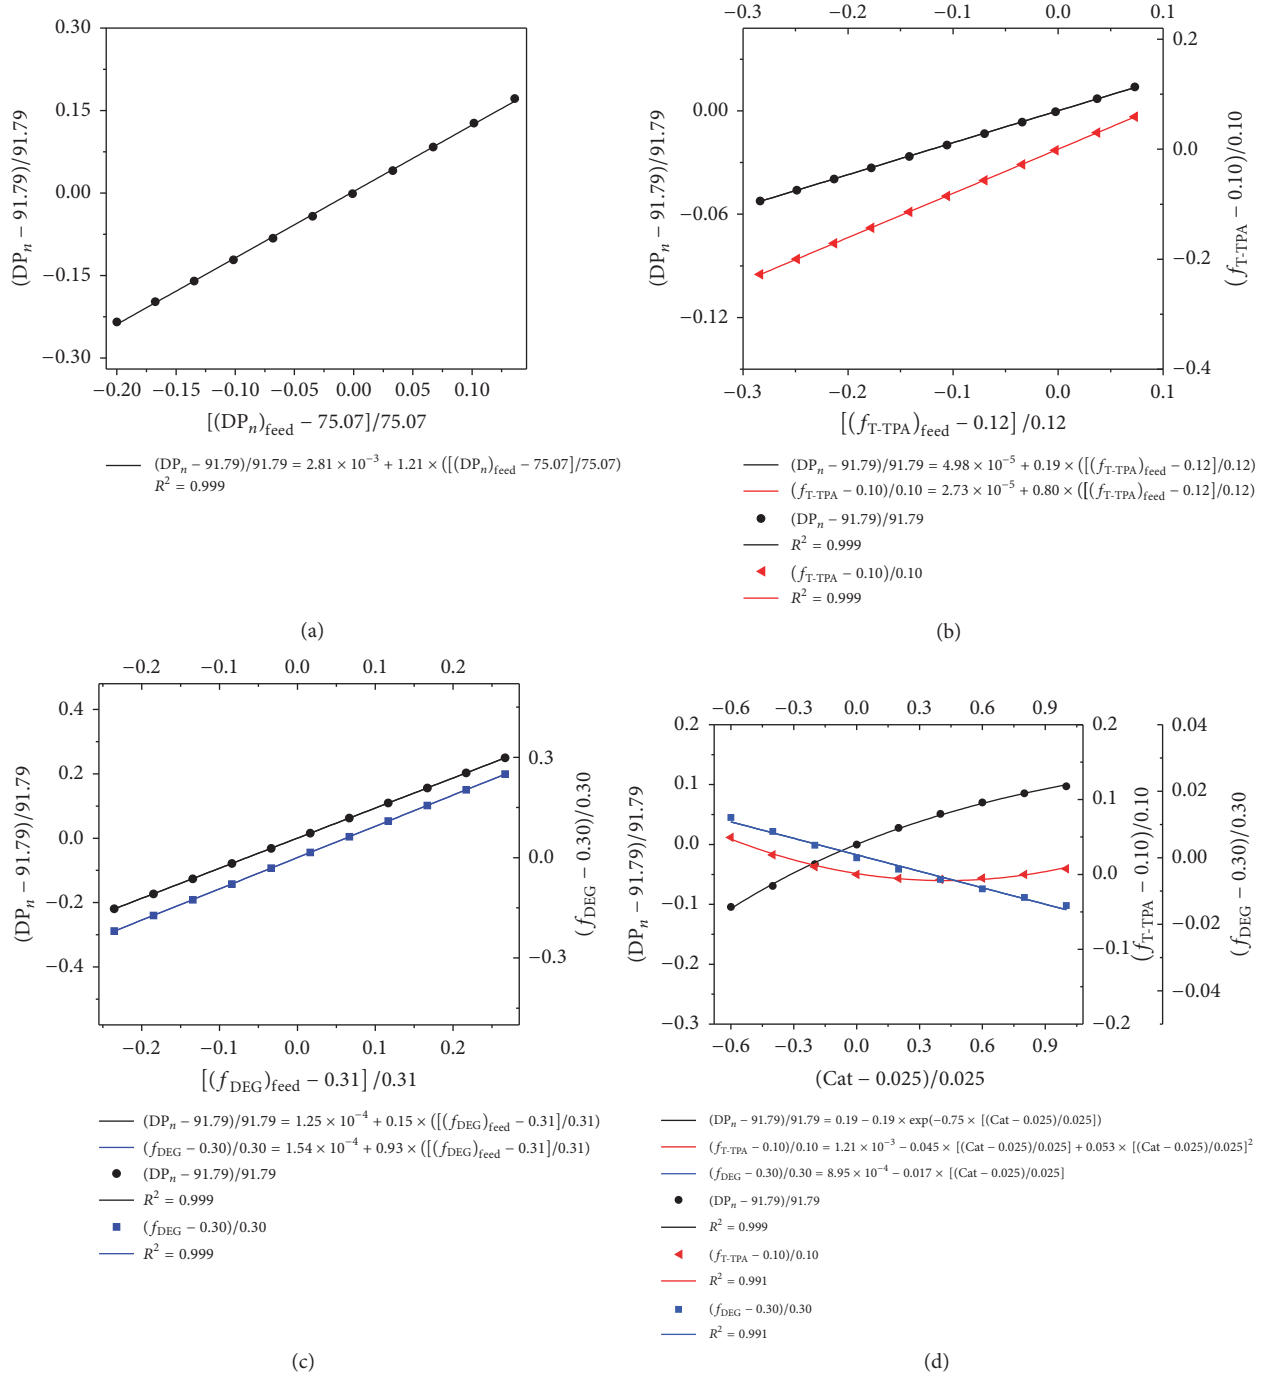 0.30
0.15
0.00
−0.15
−0.30
(DPn − 91.79)/91.79
−0.20 −0.15 −0.10 −0.05 0.00 0.05 0.10
[(DPn)feed − 75.07]/75.07
(DPn − 91.79)/91.79 = 2.81 × 10−3 + 1.21 × ([(DPn)feed − 75.07]/75.07)
R2 = 0.999
(a)
−0.3 −0.2 −0.1 0.0 0.1
0.00
−0.06
−0.12
(DPn − 91.79)/91.79
0.2
0.0
−0.2
−0.4
(fT-TPA − 0.10)/0.10
−0.3 −0.2 −0.1 0.0 0.1
[(fT-TPA)feed − 0.12]/0.12
(DPn − 91.79)/91.79 = 4.98 × 10−5 + 0.19 × ([(fT-TPA)feed − 0.12]/0.12)
(fT-TPA − 0.10)/0.10 = 2.73 × 10−5 + 0.80 × ([(fT-TPA)feed − 0.12]/0.12)
(DPn − 91.79)/91.79
R2 = 0.999
(fT-TPA − 0.10)/0.10
R2 = 0.999
(b)
−0.2 −0.1 0.0 0.1 0.2
0.4
0.2
0.0
−0.2
−0.4
(DPn − 91.79)/91.79
0.3
0.0
−0.3
(fDEG − 0.30)/0.30
−0.2 −0.1 0.0 0.1 0.2
[(fDEG)feed − 0.31]/0.31
(DPn − 91.79)/91.79 = 1.25 × 10−4 + 0.15 × ([(fDEG)feed − 0.31]/0.31)
(fDEG − 0.30)/0.30 = 1.54 × 10−4 + 0.93 × ([(fDEG)feed − 0.31]/0.31)
(DPn − 91.79)/91.79
R2 = 0.999
(fDEG − 0.30)/0.30
R2 = 0.999
(c)
−0.6 −0.3 0.0 0.3 0.6 0.9
0.2
0.1
0.0
−0.1
−0.2
−0.3
(DPn − 91.79)/91.79
0.2
0.1
0.0
−0.1
−0.2
(fT-TPA − 0.10)/0.10
0.04
0.02
0.00
−0.02
−0.04
(fDEG − 0.30)/0.30
−0.6 −0.3 0.0 0.3 0.6 0.9
(Cat − 0.025)/0.025
(DPn − 91.79)/91.79 = 0.19 − 0.19 × exp(−0.75 × [(Cat − 0.025)/0.025])
(fT-TPA − 0.10)/0.10 = 1.21 × 10−3 − 0.045 × [(Cat − 0.025)/0.025] + 0.053 × [(Cat − 0.025)/0.025]2
(fDEG − 0.30)/0.30 = 8.95 × 10−4 − 0.017 × [(Cat − 0.025)/0.025]
(DPn − 91.79)/91.79
R2 = 0.999
(fT-TPA − 0.10)/0.10
R2 = 0.991
(fDEG − 0.30)/0.30
R2 = 0.991
(d)